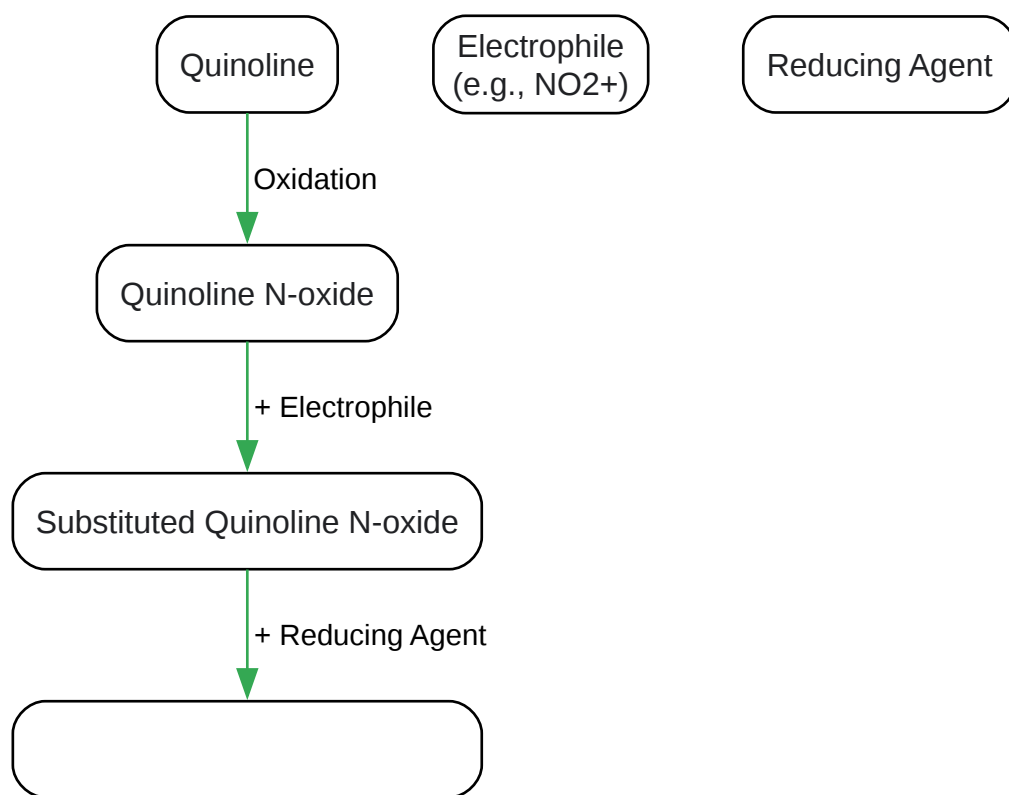 Quinoline
Electrophile
(e.g., NO2+)
Reducing Agent
Oxidation
Quinoline N-oxide
+ Electrophile
Substituted Quinoline N-oxide
+ Reducing Agent